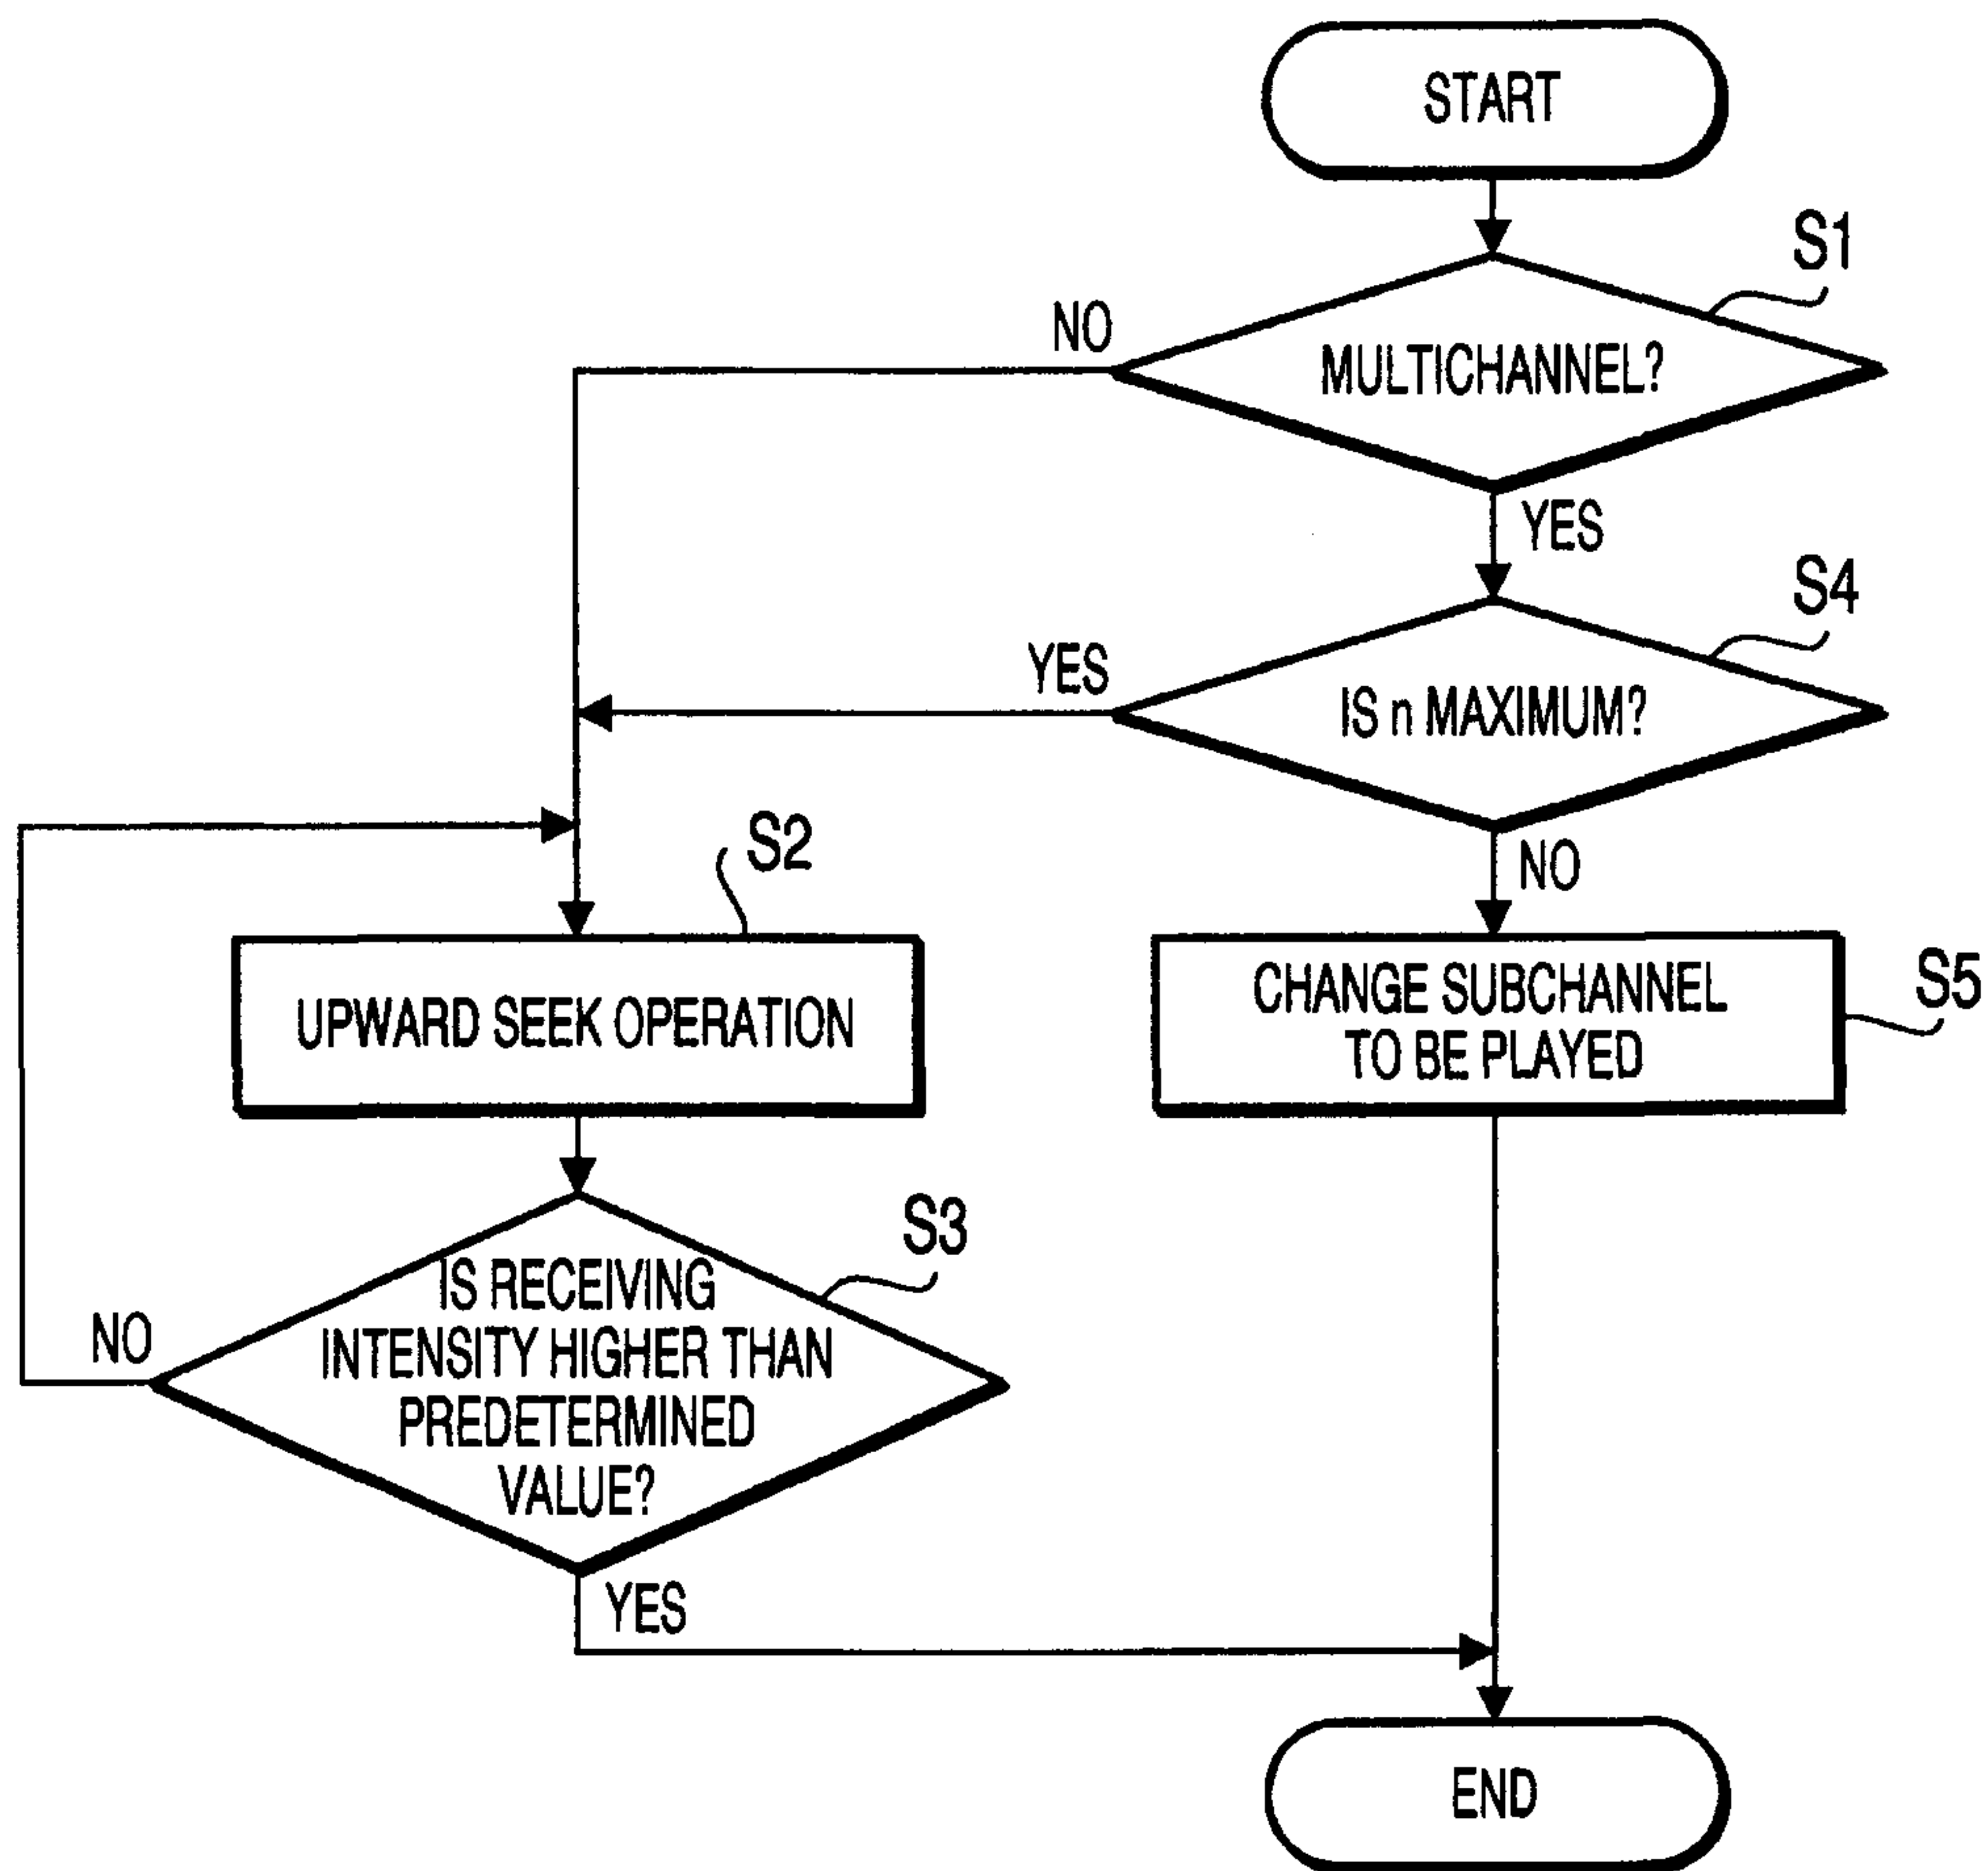 START
S1
NO
MULTICHANNEL?
YES
S4
YES
IS n MAXIMUM?
S2
NO
UPWARD SEEK OPERATION
CHANGE SUBCHANNEL
TO BE PLAYED
S5
S3
IS RECEIVING
INTENSITY HIGHER THAN
PREDETERMINED
VALUE?
NO
YES
END